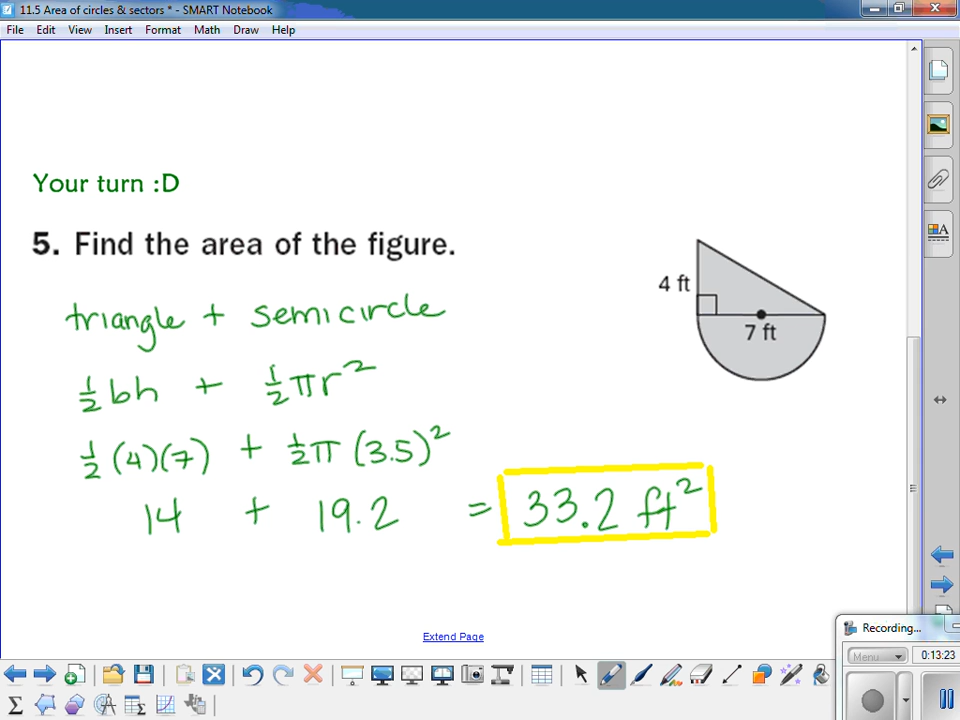 11.5 Area of circles & sectors * - SMART Notebook
File Edit View Insert Format Math Draw Help
Your turn :D
5. Find the area of the figure.
4 ft
7 ft
triangle + semicircle
½bh + ½πr²
½(4)(7) + ½π(3.5)²
14 + 19.2 = 33.2 ft²
Extend Page
Recording...
Menu
0:13:23